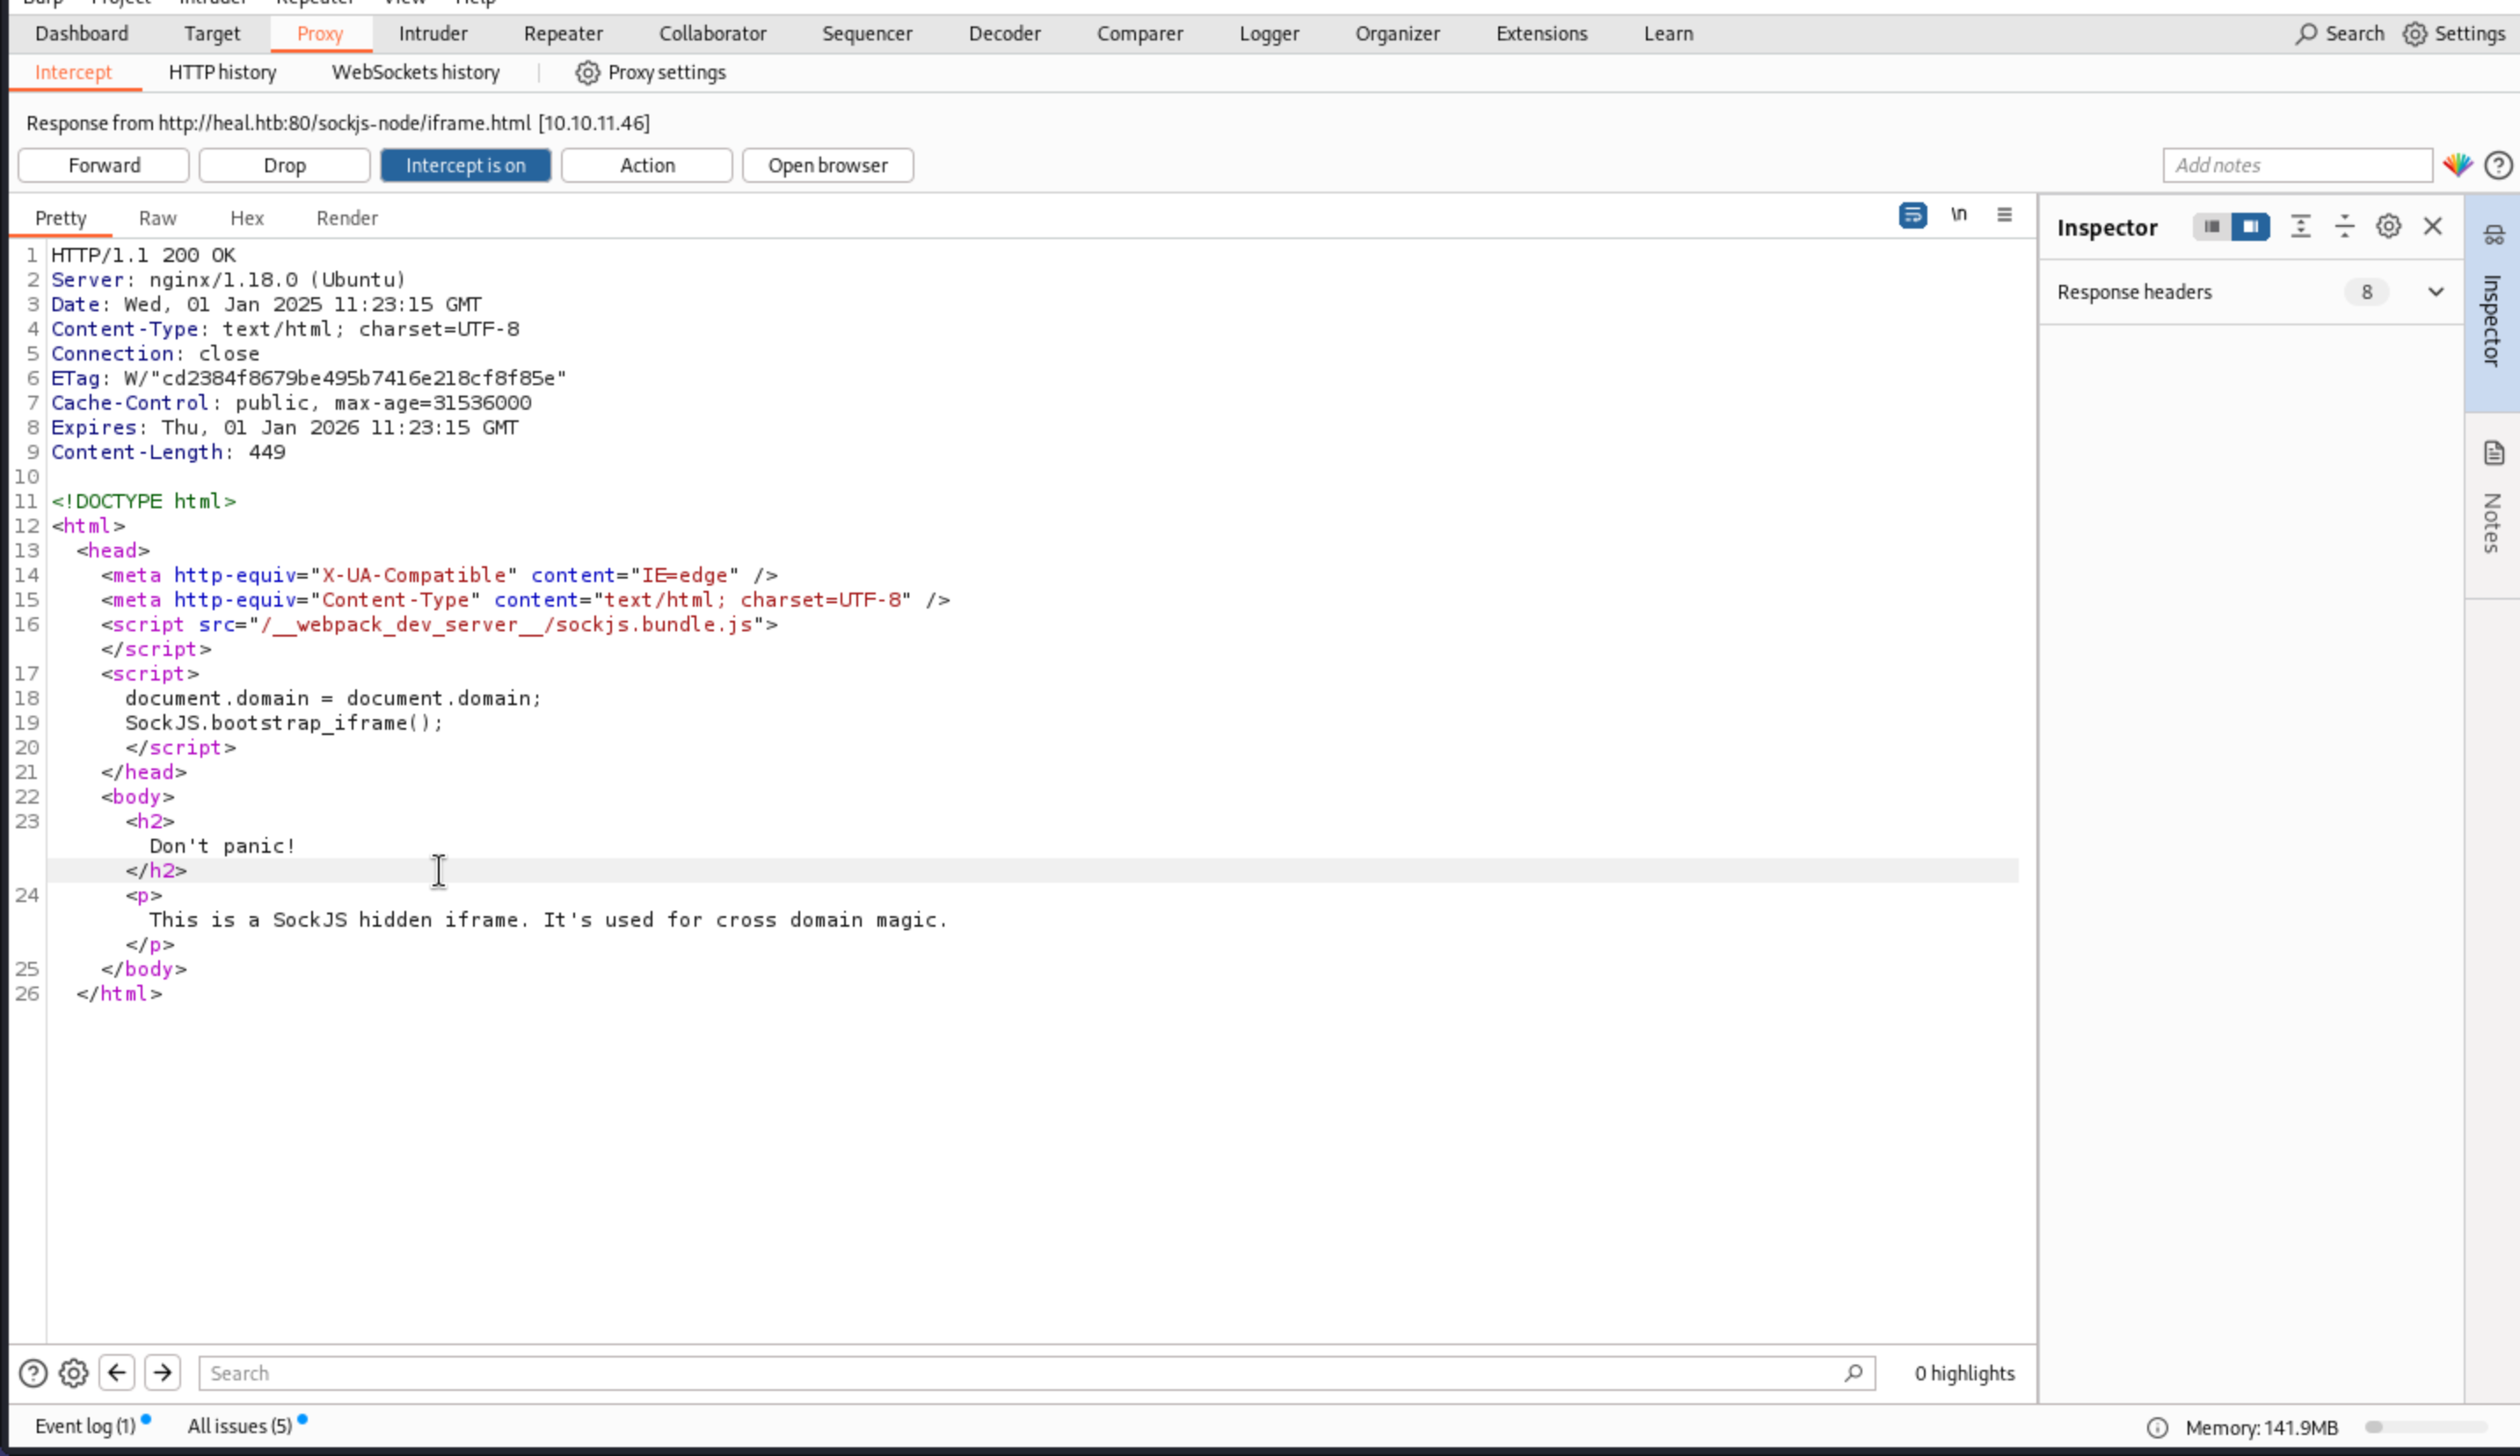 Burp Project Intruder Repeater View Help
Dashboard Target Proxy Intruder Repeater Collaborator Sequencer Decoder Comparer Logger Organizer Extensions Learn Search Settings
Intercept HTTP history WebSockets history Proxy settings
Response from http://heal.htb:80/sockjs-node/iframe.html [10.10.11.46]
Forward Drop Intercept is on Action Open browser Add notes
Pretty Raw Hex Render \n
Inspector
Response headers 8
Inspector
Notes
1 HTTP/1.1 200 OK
2 Server: nginx/1.18.0 (Ubuntu)
3 Date: Wed, 01 Jan 2025 11:23:15 GMT
4 Content-Type: text/html; charset=UTF-8
5 Connection: close
6 ETag: W/"cd2384f8679be495b7416e218cf8f85e"
7 Cache-Control: public, max-age=31536000
8 Expires: Thu, 01 Jan 2026 11:23:15 GMT
9 Content-Length: 449
10
11 <!DOCTYPE html>
12 <html>
13 <head>
14 <meta http-equiv="X-UA-Compatible" content="IE=edge" />
15 <meta http-equiv="Content-Type" content="text/html; charset=UTF-8" />
16 <script src="/__webpack_dev_server__/sockjs.bundle.js">
</script>
17 <script>
18 document.domain = document.domain;
19 SockJS.bootstrap_iframe();
20 </script>
21 </head>
22 <body>
23 <h2>
Don't panic!
</h2>
24 <p>
This is a SockJS hidden iframe. It's used for cross domain magic.
</p>
25 </body>
26 </html>
Search 0 highlights
Event log (1) All issues (5) Memory: 141.9MB